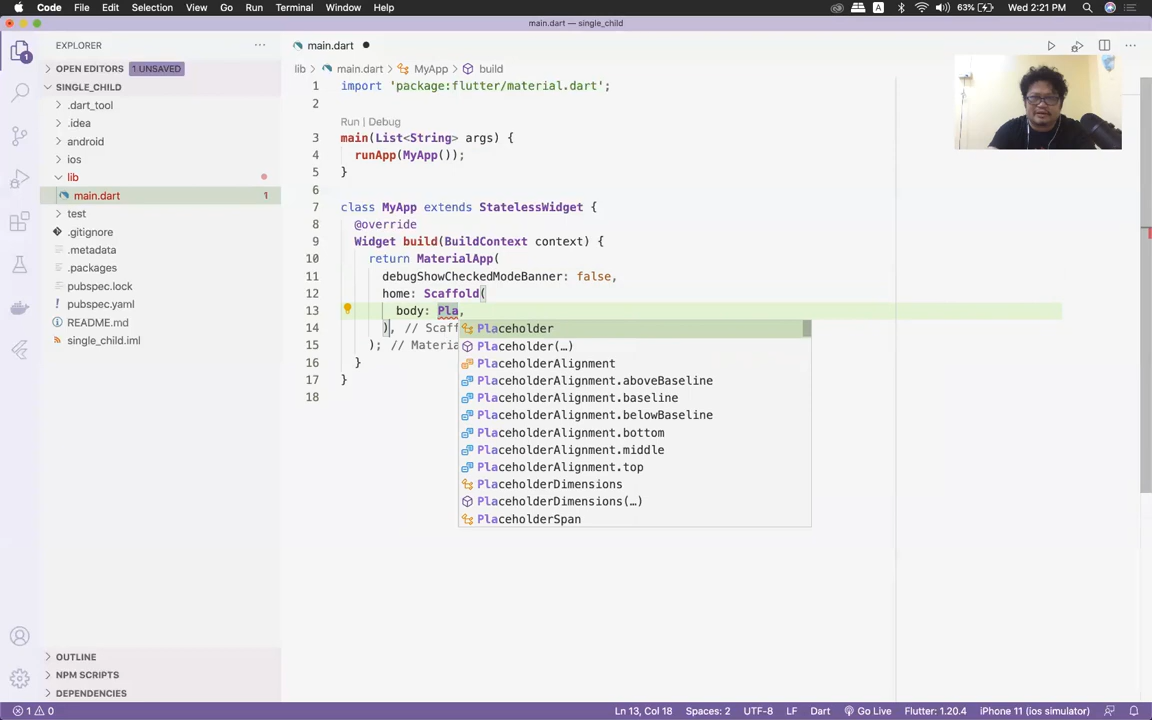 Code File Edit Selection View Go Run Terminal Window Help
A 63% Wed 2:21 PM
main.dart — single_child
1
EXPLORER
OPEN EDITORS 1 UNSAVED
SINGLE_CHILD
.dart_tool
.idea
android
ios
lib
main.dart 1
test
.gitignore
.metadata
.packages
pubspec.lock
pubspec.yaml
README.md
single_child.iml
OUTLINE
NPM SCRIPTS
DEPENDENCIES
main.dart
lib > main.dart > MyApp > build
1 import 'package:flutter/material.dart';
2
Run | Debug
3 main(List<String> args) {
4 runApp(MyApp());
5 }
6
7 class MyApp extends StatelessWidget {
8 @override
9 Widget build(BuildContext context) {
10 return MaterialApp(
11 debugShowCheckedModeBanner: false,
12 home: Scaffold(
13 body: Pla,
14 ), // Scaff
15 ); // Materia
16 }
17 }
18
Placeholder
Placeholder(…)
PlaceholderAlignment
PlaceholderAlignment.aboveBaseline
PlaceholderAlignment.baseline
PlaceholderAlignment.belowBaseline
PlaceholderAlignment.bottom
PlaceholderAlignment.middle
PlaceholderAlignment.top
PlaceholderDimensions
PlaceholderDimensions(…)
PlaceholderSpan
1 0 Ln 13, Col 18 Spaces: 2 UTF-8 LF Dart Go Live Flutter: 1.20.4 iPhone 11 (ios simulator)